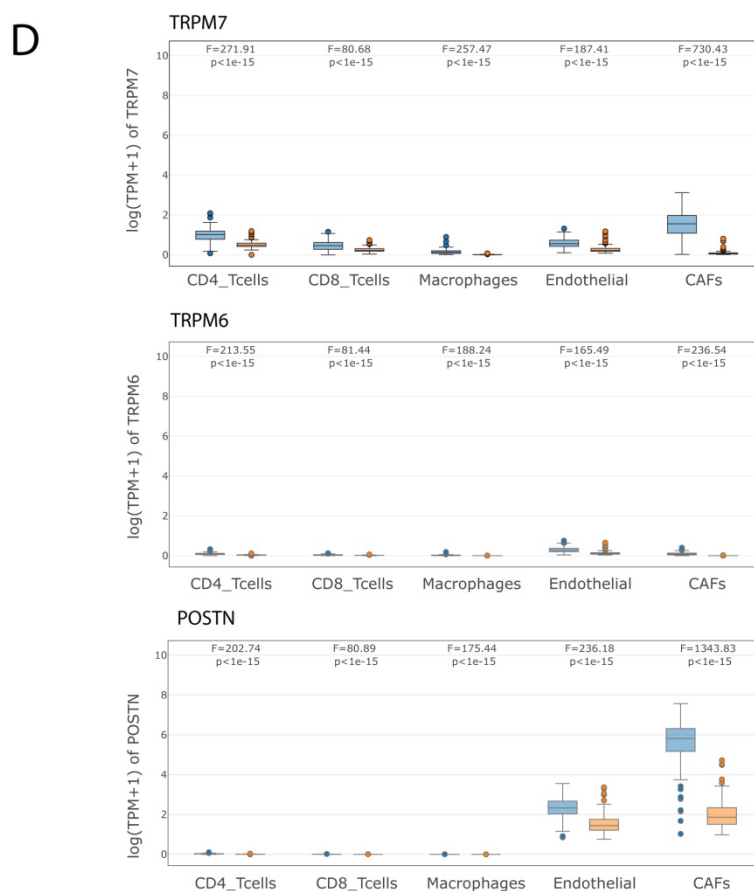 D
TRPM7
10
8
6
4
2
0
log(TPM+1) of TRPM7
F=271.91 F=80.68 F=257.47 F=187.41 F=730.43
p<1e-15 p<1e-15 p<1e-15 p<1e-15 p<1e-15
CD4_Tcells CD8_Tcells Macrophages Endothelial CAFs
TRPM6
10
8
6
4
2
0
log(TPM+1) of TRPM6
F=213.55 F=81.44 F=188.24 F=165.49 F=236.54
p<1e-15 p<1e-15 p<1e-15 p<1e-15 p<1e-15
CD4_Tcells CD8_Tcells Macrophages Endothelial CAFs
POSTN
10
8
6
4
2
0
log(TPM+1) of POSTN
F=202.74 F=80.89 F=175.44 F=236.18 F=1343.83
p<1e-15 p<1e-15 p<1e-15 p<1e-15 p<1e-15
CD4_Tcells CD8_Tcells Macrophages Endothelial CAFs